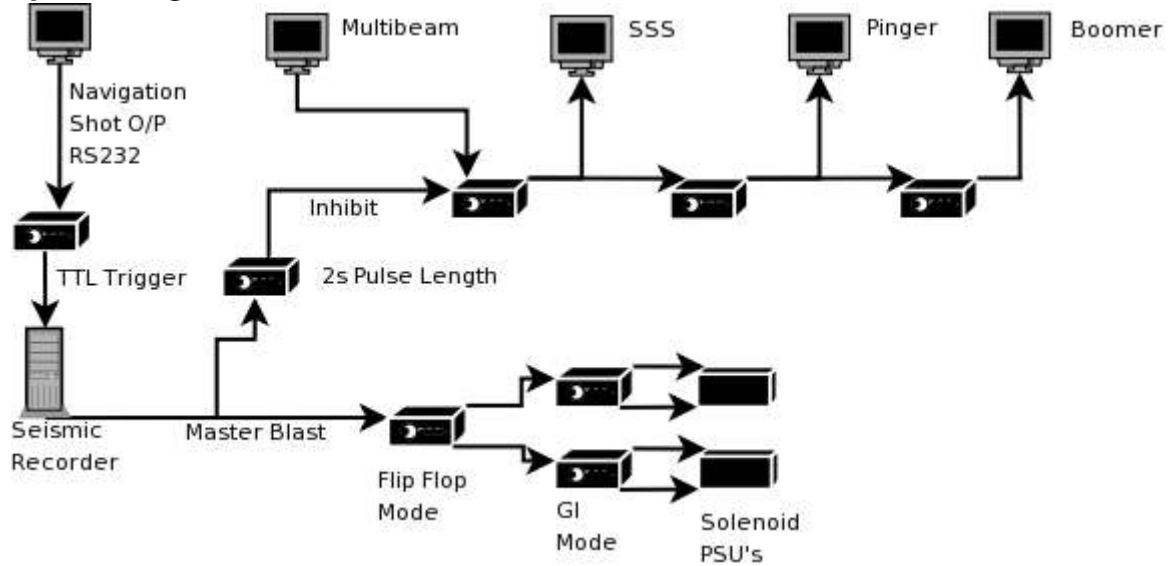 Multibeam
SSS
Pinger
Boomer
Navigation
Shot O/P
RS232
Inhibit
TTL Trigger
2s Pulse Length
Seismic
Recorder
Master Blast
Flip Flop
Mode
GI
Mode
Solenoid
PSU's